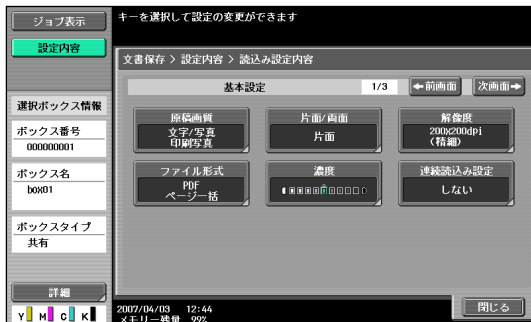 ジョブ表示
設定内容
選択ボックス情報
ボックス番号
000000001
ボックス名
box01
ボックスタイプ
共有
詳細
Y M C K
キーを選択して設定の変更ができます
文書保存 > 設定内容 > 読込み設定内容
基本設定
1/3
←前画面
次画面→
原稿画質
文字/写真
印刷写真
片面/両面
片面
解像度
200x200dpi
(精細)
ファイル形式
PDF
ページ一括
濃度
連続読込み設定
しない
2007/04/03 12:44
メモリー残量 99%
閉じる